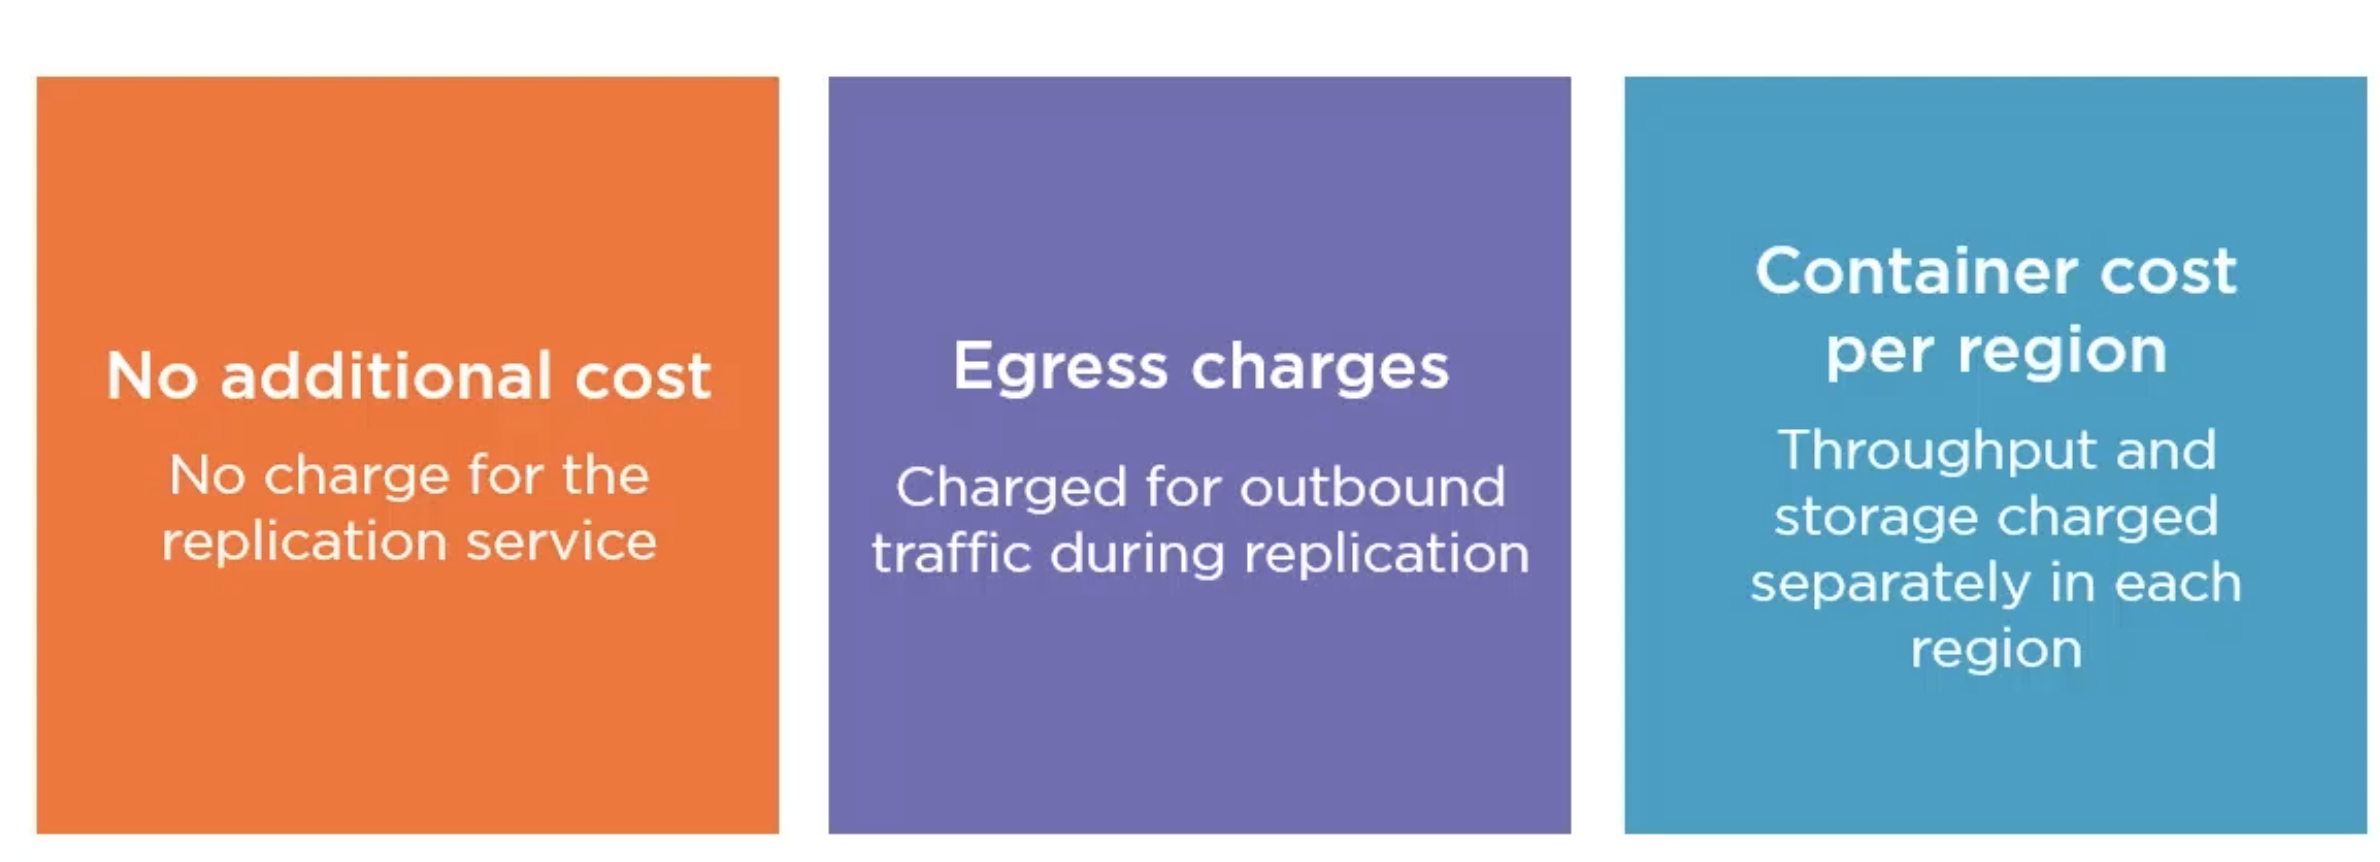 No additional cost
No charge for the
replication service
Egress charges
Charged for outbound
traffic during replication
Container cost
per region
Throughput and
storage charged
separately in each
region